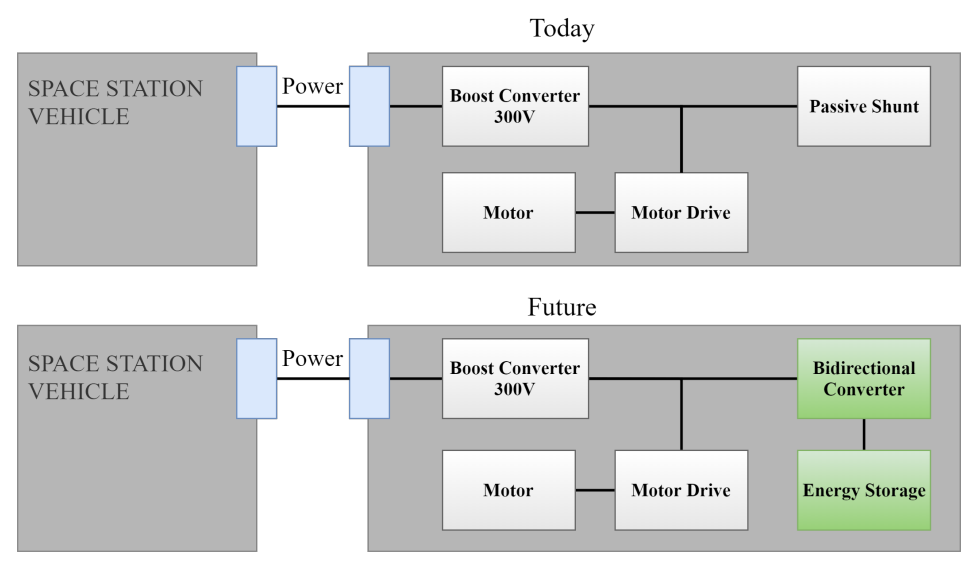 Today
SPACE STATION
VEHICLE
Power
Boost Converter
300V
Passive Shunt
Motor
Motor Drive
Future
SPACE STATION
VEHICLE
Power
Boost Converter
300V
Bidirectional
Converter
Motor
Motor Drive
Energy Storage